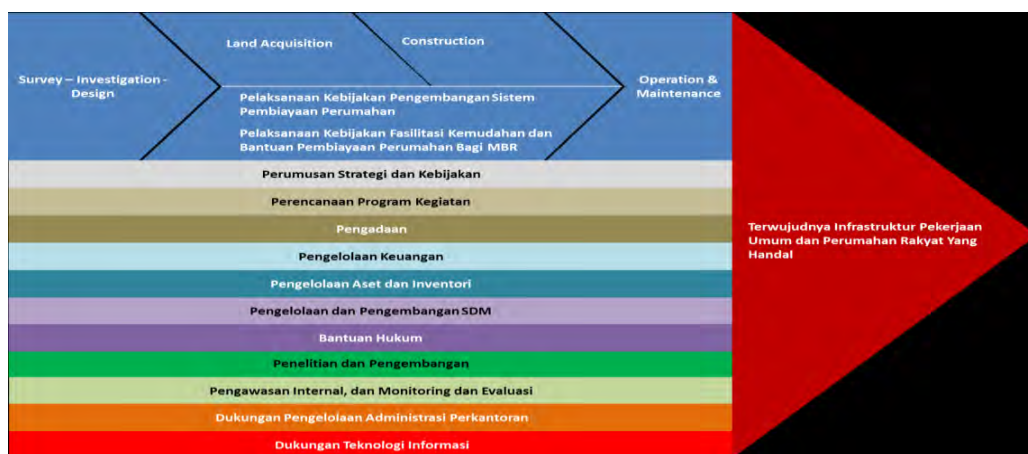 Survey – Investigation -
Design
Land Acquisition
Construction
Pelaksanaan Kebijakan Pengembangan Sistem
Pembiayaan Perumahan
Pelaksanaan Kebijakan Fasilitasi Kemudahan dan
Bantuan Pembiayaan Perumahan Bagi MBR
Operation &
Maintenance
Perumusan Strategi dan Kebijakan
Perencanaan Program Kegiatan
Pengadaan
Pengelolaan Keuangan
Pengelolaan Aset dan Inventori
Pengelolaan dan Pengembangan SDM
Bantuan Hukum
Penelitian dan Pengembangan
Pengawasan Internal, dan Monitoring dan Evaluasi
Dukungan Pengelolaan Administrasi Perkantoran
Dukungan Teknologi Informasi
Terwujudnya Infrastruktur Pekerjaan
Umum dan Perumahan Rakyat Yang
Handal